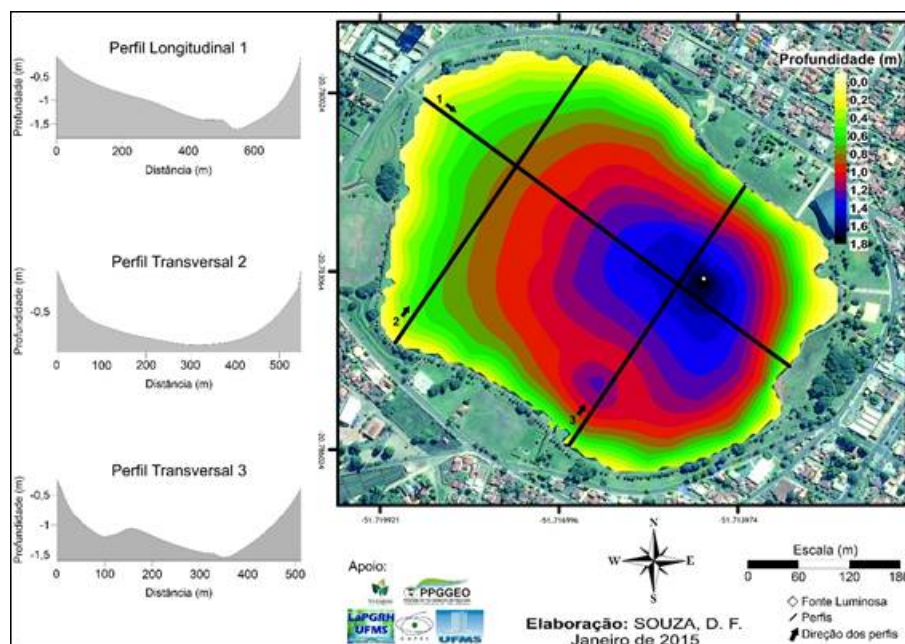 Perfil Longitudinal 1
Profundidade (m)
-0.5
-1
-1,5
0 200 400 600
Distância (m)
Perfil Transversal 2
Profundidade (m)
-0,5
0 100 200 300 400 500
Distância (m)
Perfil Transversal 3
Profundidade (m)
-0,5
-1
-1,5
0 100 200 300 400 500
Distância (m)
Profundidade (m)
0,0
0,2
0,4
0,6
0,8
1,0
1,2
1,4
1,6
1,8
1
2
3
-51.719921 -51.716996 -51.713974
Apoio:
PPGGEO
LaPGRH
UFMS
UFMS
N
W E
S
Escala (m)
0 60 120 180
Fonte Luminosa
Perfis
Direção dos perfis
Elaboração: SOUZA, D. F.
Janeiro de 2015